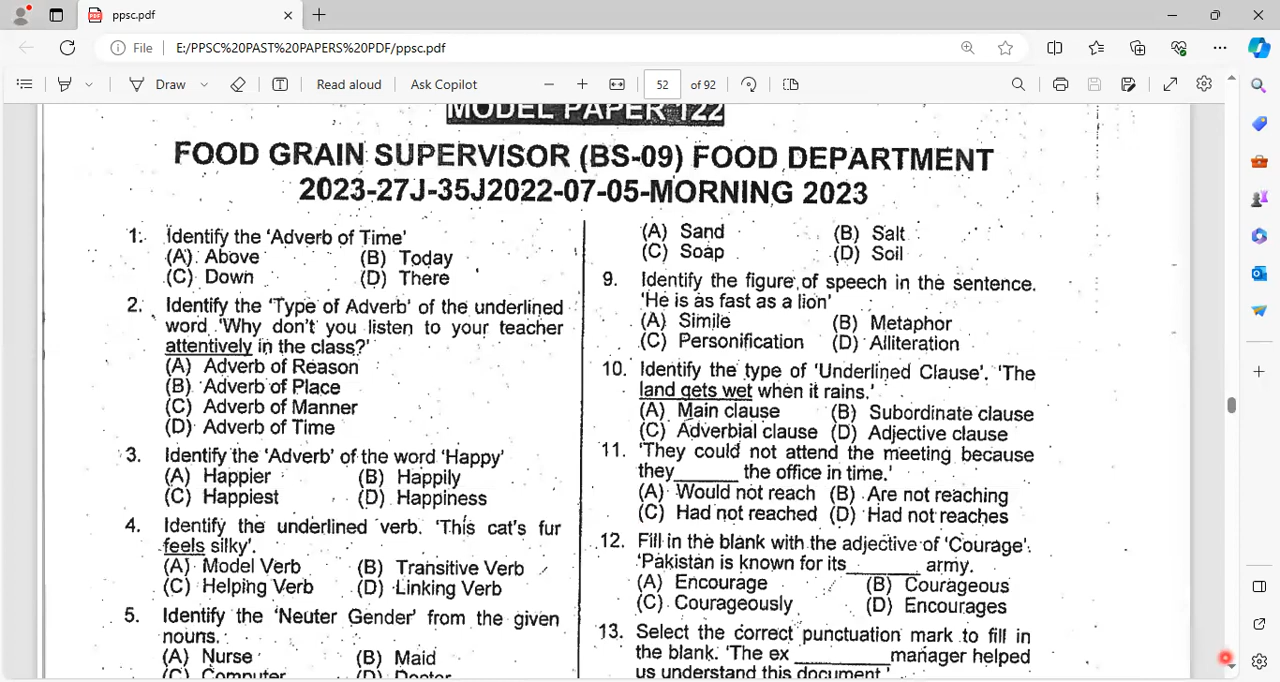 ppsc.pdf
File
E:/PPSC%20PAST%20PAPERS%20PDF/ppsc.pdf
Draw
Read aloud
Ask Copilot
52
of 92
MODEL PAPER 122
FOOD GRAIN SUPERVISOR (BS-09) FOOD DEPARTMENT
2023-27J-35J2022-07-05-MORNING 2023
1. Identify the 'Adverb of Time'
(A) Above (B) Today
(C) Down (D) There
2. Identify the 'Type of Adverb' of the underlined
word 'Why don't you listen to your teacher
attentively in the class?'
(A) Adverb of Reason
(B) Adverb of Place
(C) Adverb of Manner
(D) Adverb of Time
3. Identify the 'Adverb' of the word 'Happy'
(A) Happier (B) Happily
(C) Happiest (D) Happiness
4. Identify the underlined verb. 'This cat's fur
feels silky'.
(A) Model Verb (B) Transitive Verb
(C) Helping Verb (D) Linking Verb
5. Identify the 'Neuter Gender' from the given
nouns.
(A) Nurse (B) Maid
(C) Computer (D) Doctor
(A) Sand (B) Salt
(C) Soap (D) Soil
9. Identify the figure of speech in the sentence.
'He is as fast as a lion'
(A) Simile (B) Metaphor
(C) Personification (D) Alliteration
10. Identify the type of 'Underlined Clause'. 'The
land gets wet when it rains.'
(A) Main clause (B) Subordinate clause
(C) Adverbial clause (D) Adjective clause
11. 'They could not attend the meeting because
they______ the office in time.'
(A) Would not reach (B) Are not reaching
(C) Had not reached (D) Had not reaches
12. Fill in the blank with the adjective of 'Courage'.
'Pakistan is known for its_______ army.
(A) Encourage (B) Courageous
(C) Courageously (D) Encourages
13. Select the correct punctuation mark to fill in
the blank. 'The ex _________manager helped
us understand this document.'